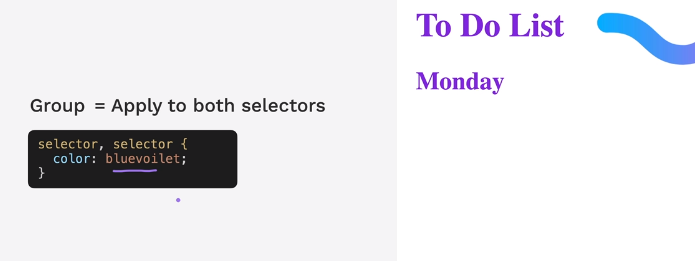 Group = Apply to both selectors
selector, selector {
color: bluevoilet;
}
To Do List
Monday